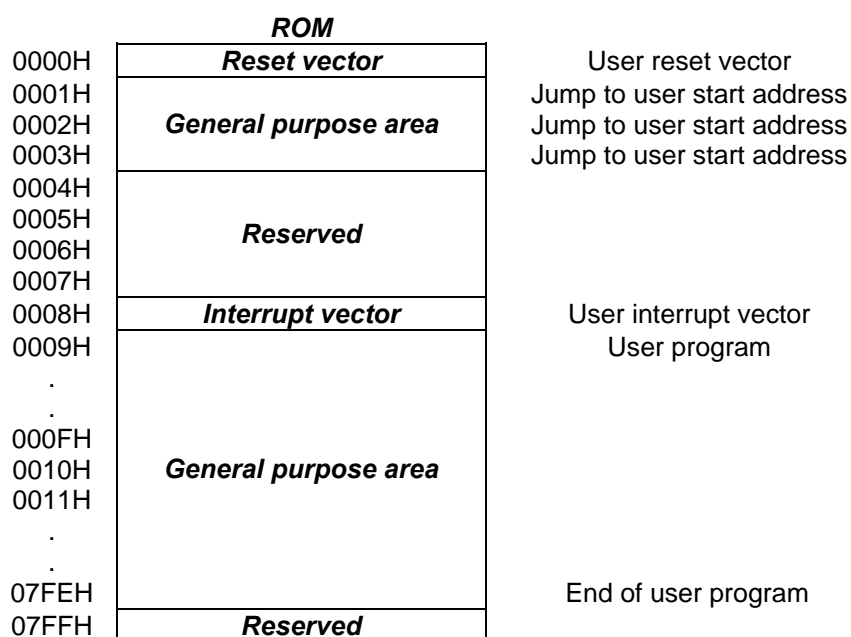 ROM
0000H Reset vector User reset vector
0001H Jump to user start address
0002H General purpose area Jump to user start address
0003H Jump to user start address
0004H
0005H
Reserved
0006H
0007H
0008H Interrupt vector User interrupt vector
0009H User program
.
.
000FH
0010H General purpose area
0011H
.
.
07FEH End of user program
07FFH Reserved